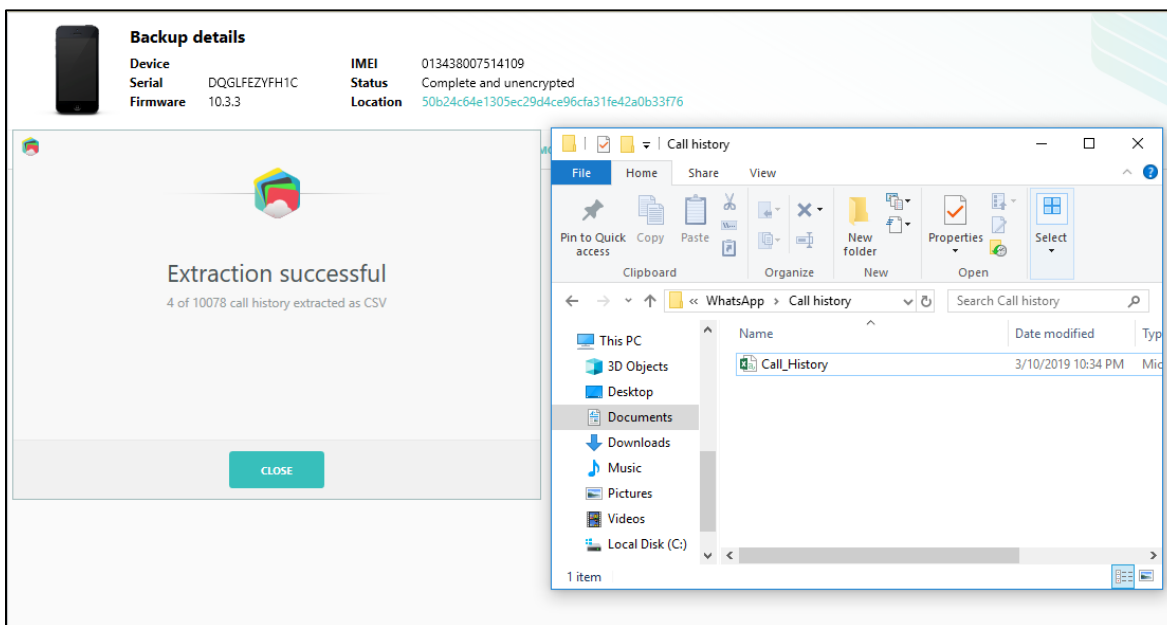 Backup details
Device
IMEI 013438007514109
Serial DQGLFEZYFH1C
Status Complete and unencrypted
Firmware 10.3.3
Location 50b24c64e1305ec29d4ce96cfa31fe42a0b33f76
Extraction successful
4 of 10078 call history extracted as CSV
CLOSE
Call history
File Home Share View
Pin to Quick access
Copy
Paste
New folder
Properties
Select
Clipboard Organize New Open
« WhatsApp > Call history
Search Call history
This PC
3D Objects
Desktop
Documents
Downloads
Music
Pictures
Videos
Local Disk (C:)
Name Date modified Typ
Call_History 3/10/2019 10:34 PM Mic
1 item